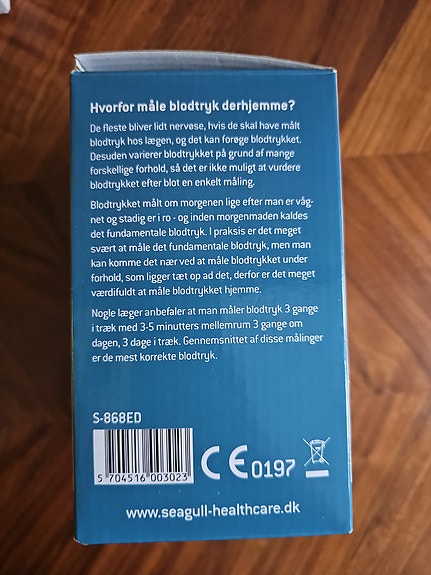 Hvorfor måle blodtryk derhjemme?
De fleste bliver lidt nervøse, hvis de skal have målt
blodtryk hos lægen, og det kan forøge blodtrykket.
Desuden varierer blodtrykket på grund af mange
forskellige forhold, så det er ikke muligt at vurdere
blodtrykket efter blot en enkelt måling.
Blodtrykket målt om morgenen lige efter man er våg-
net og stadig er i ro - og inden morgenmaden kaldes
det fundamentale blodtryk. I praksis er det meget
svært at måle det fundamentale blodtryk, men man
kan komme det nær ved at måle blodtrykket under
forhold, som ligger tæt op ad det, derfor er det meget
værdifuldt at måle blodtrykket hjemme.
Nogle læger anbefaler at man måler blodtryk 3 gange
i træk med 3-5 minutters mellemrum 3 gange om
dagen, 3 dage i træk. Gennemsnittet af disse målinger
er de mest korrekte blodtryk.
S-868ED
5 704516 003023
CE 0197
www.seagull-healthcare.dk